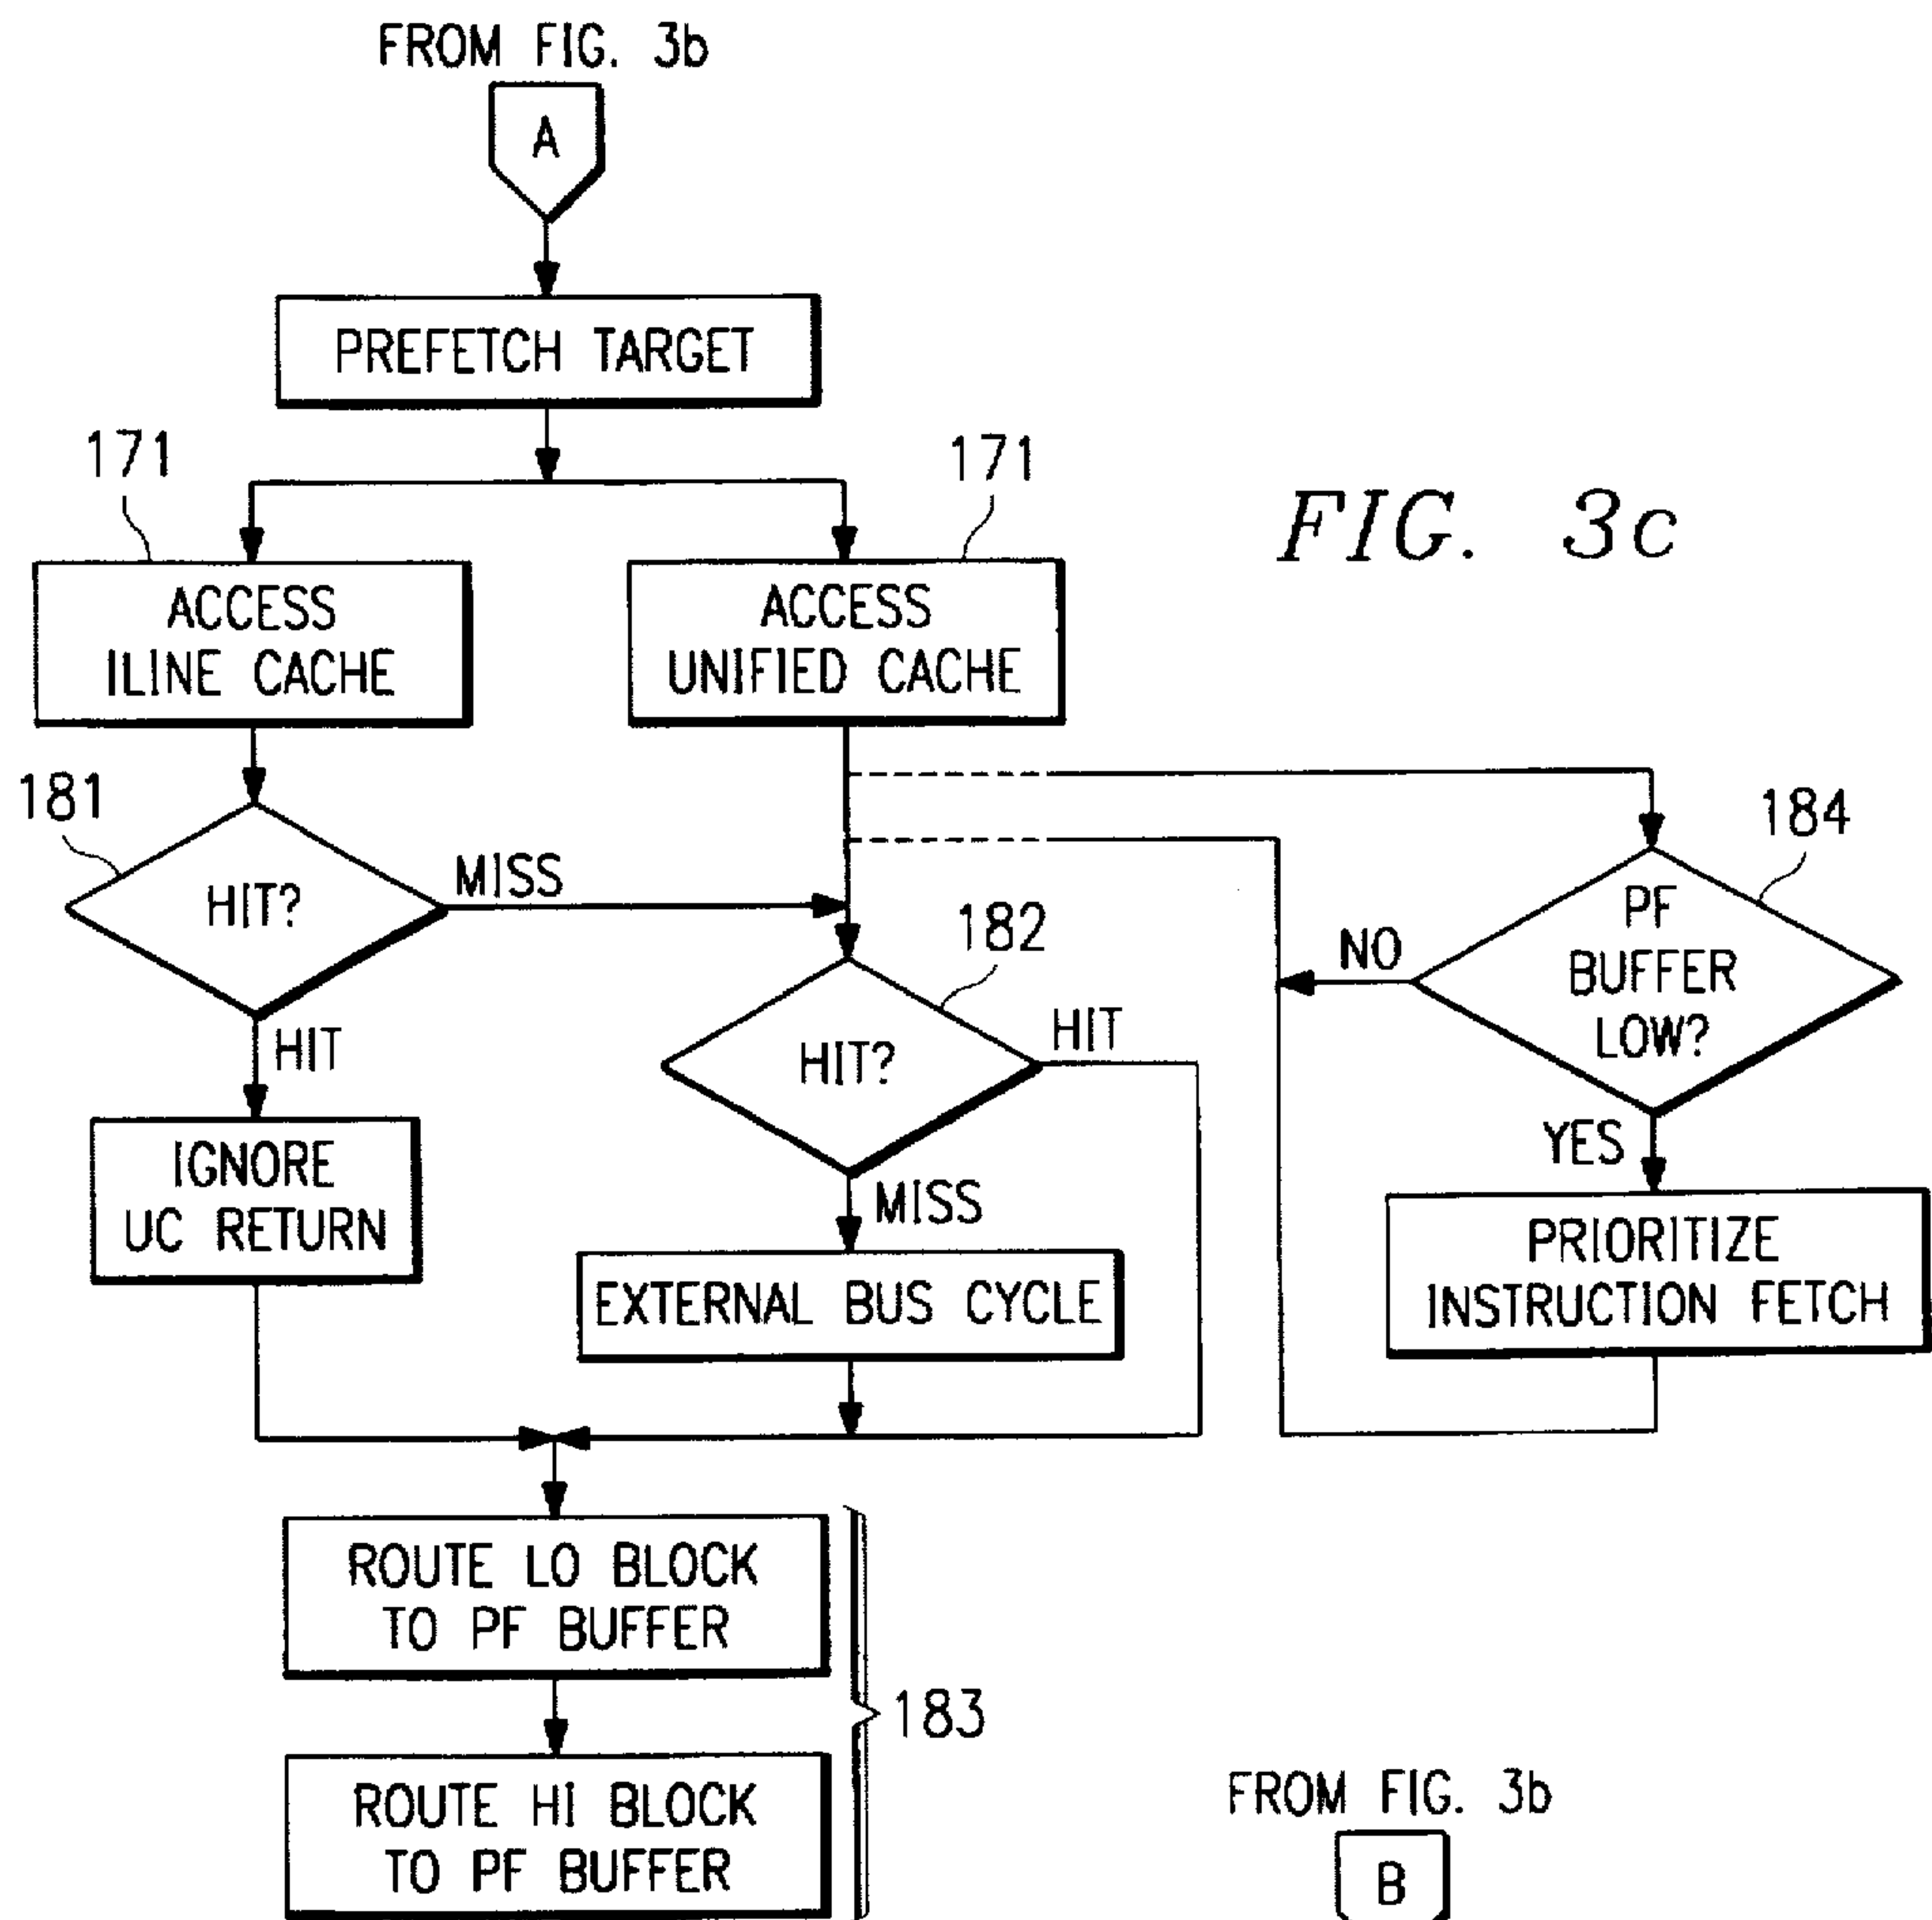 FROM FIG. 3b
A
PREFETCH TARGET
171
171
FIG. 3c
ACCESS
ILINE CACHE
ACCESS
UNIFIED CACHE
181
184
HIT?
MISS
182
PF
BUFFER
LOW?
NO
HIT
HIT?
HIT
YES
IGNORE
UC RETURN
MISS
PRIORITIZE
INSTRUCTION FETCH
EXTERNAL BUS CYCLE
ROUTE LO BLOCK
TO PF BUFFER
183
ROUTE HI BLOCK
TO PF BUFFER
FROM FIG. 3b
B